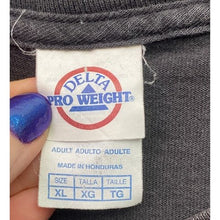 DELTA
PRO WEIGHT®
ADULT ADULTO ADULTE
MADE IN HONDURAS
SIZE TALLA TAILLE
XL XG TG